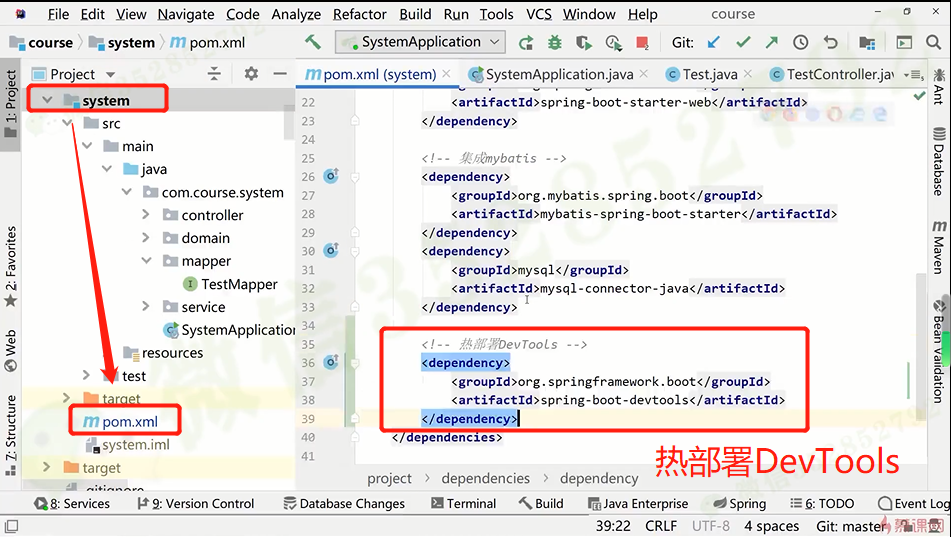 File Edit View Navigate Code Analyze Refactor Build Run Tools VCS Window Help course
course system pom.xml SystemApplication Git:
Project
pom.xml (system) SystemApplication.java Test.java TestController.jav
1: Project
2: Favorites
Web
Z: Structure
system
src
main
java
com.course.system
controller
domain
mapper
TestMapper
service
SystemApplication
resources
test
target
pom.xml
system.iml
target
.gitignore
22 <artifactId>spring-boot-starter-web</artifactId>
23 </dependency>
24
25 <!-- 集成mybatis -->
26 <dependency>
27 <groupId>org.mybatis.spring.boot</groupId>
28 <artifactId>mybatis-spring-boot-starter</artifactId>
29 </dependency>
30 <dependency>
31 <groupId>mysql</groupId>
32 <artifactId>mysql-connector-java</artifactId>
33 </dependency>
34
35 <!-- 热部署DevTools -->
36 <dependency>
37 <groupId>org.springframework.boot</groupId>
38 <artifactId>spring-boot-devtools</artifactId>
39 </dependency>
40 </dependencies>
41
热部署DevTools
project dependencies dependency
Ant
Database
Maven
Bean Validation
8: Services 9: Version Control Database Changes Terminal Build Java Enterprise Spring 6: TODO Event Log
39:22 CRLF UTF-8 4 spaces Git: master